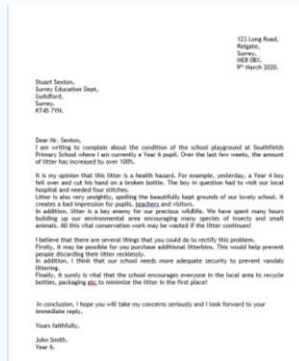 123 Long Road,
Reigate,
Surrey.
9th March 2020.
Stuart Sexton,
Surrey Education Dept,
Guildford,
Surrey.
KT45 7YH.
Dear Mr. Sexton,
I am writing to complain about the condition of the school playground at Southfields
Primary School where I am currently a Year 6 pupil. Over the last few weeks, the amount
of litter has increased by over 100%.
It is my opinion that this litter is a health hazard. For example, yesterday, a Year 4 boy
fell over and cut his hand on a broken bottle. The boy in question had to visit our local
hospital and needed four stitches.
Litter is also very unsightly, spoiling the beautifully kept grounds of our lovely school. It
creates a bad impression for pupils, teachers and visitors.
In addition, litter is a key enemy for our precious wildlife. We have spent many hours
building up our environmental area encouraging many species of insects and small
animals. All this vital conservation work may be wasted if the litter continues!
I believe that there are several things that you could do to rectify this problem.
Firstly, it may be possible for you purchase additional litterbins. This would help prevent
people discarding their litter recklessly.
In addition, I think that our school needs more adequate security to prevent vandals
littering.
Finally, it surely is vital that the school encourages everyone in the local area to recycle
bottles, packaging etc to minimize the litter in the first place!
In conclusion, I hope you will take my concerns seriously and I look forward to your
immediate reply.
Yours faithfully,
John Smith.
Year 6.